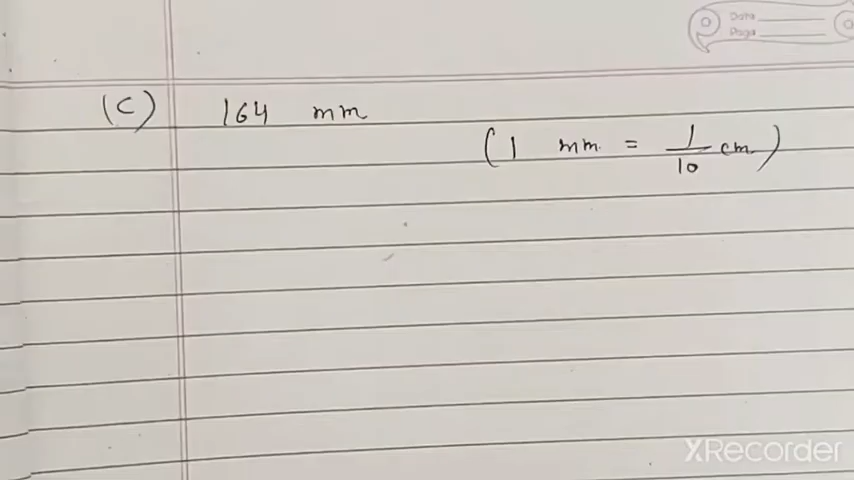 Date
Page
(C) 164 mm
(1 mm = 1/10 cm)
XRecorder